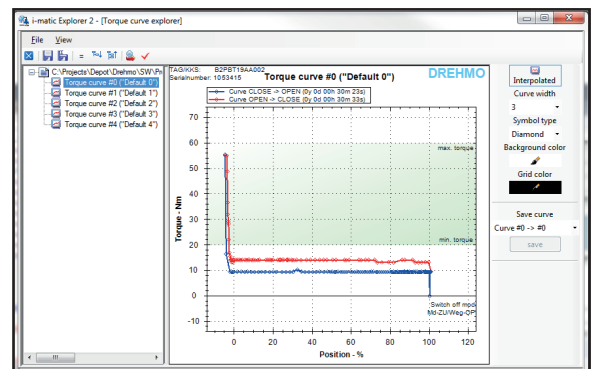 i-matic Explorer 2 - [Torque curve explorer]
File View
C:\Projects\Depot\Drehmo\SW\Pri
Torque curve #0 ("Default 0")
Torque curve #1 ("Default 1")
Torque curve #2 ("Default 2")
Torque curve #3 ("Default 3")
Torque curve #4 ("Default 4")
TAG/KKS: B2PBT19AA002
Serialnumber: 1053415
Torque curve #0 ("Default 0")
DREHMO
Curve CLOSE -> OPEN (0y 0d 00h 30m 23s)
Curve OPEN -> CLOSE (0y 0d 00h 30m 33s)
Torque - Nm
70
60
50
40
30
20
10
0
-10
max. torque
min. torque
Switch off mod
Md-ZU/Weg-OP
0 20 40 60 80 100 120
Position - %
Interpolated
Curve width
3
Symbol type
Diamond
Background color
Grid color
Save curve
Curve #0 -> #0
save